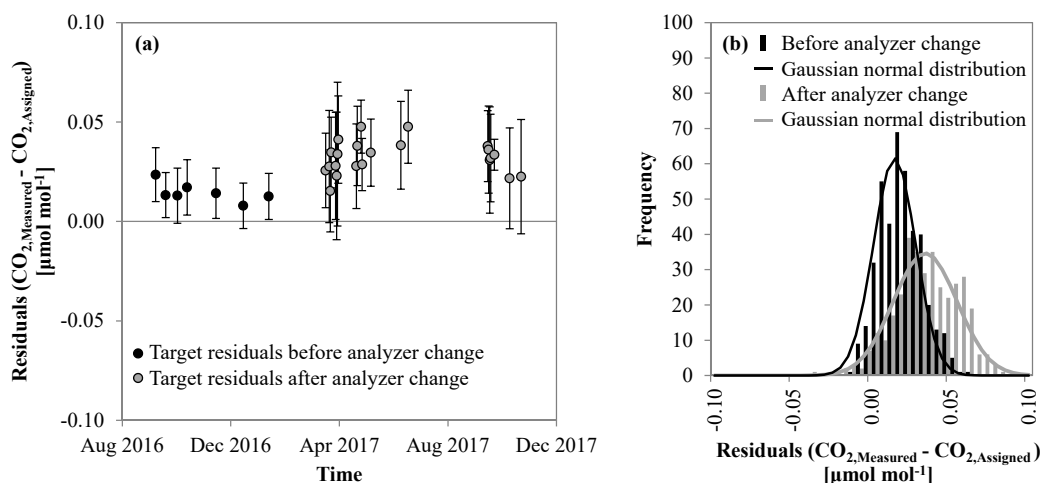 Residuals (CO2,Measured - CO2,Assigned)
[µmol mol-1]
0.10
0.05
0.00
-0.05
-0.10
(a)
Target residuals before analyzer change
Target residuals after analyzer change
Aug 2016 Dec 2016 Apr 2017 Aug 2017 Dec 2017
Time
Frequency
100
90
80
70
60
50
40
30
20
10
0
(b)
Before analyzer change
Gaussian normal distribution
After analyzer change
Gaussian normal distribution
-0.10 -0.05 0.00 0.05 0.10
Residuals (CO2,Measured - CO2,Assigned)
[µmol mol-1]